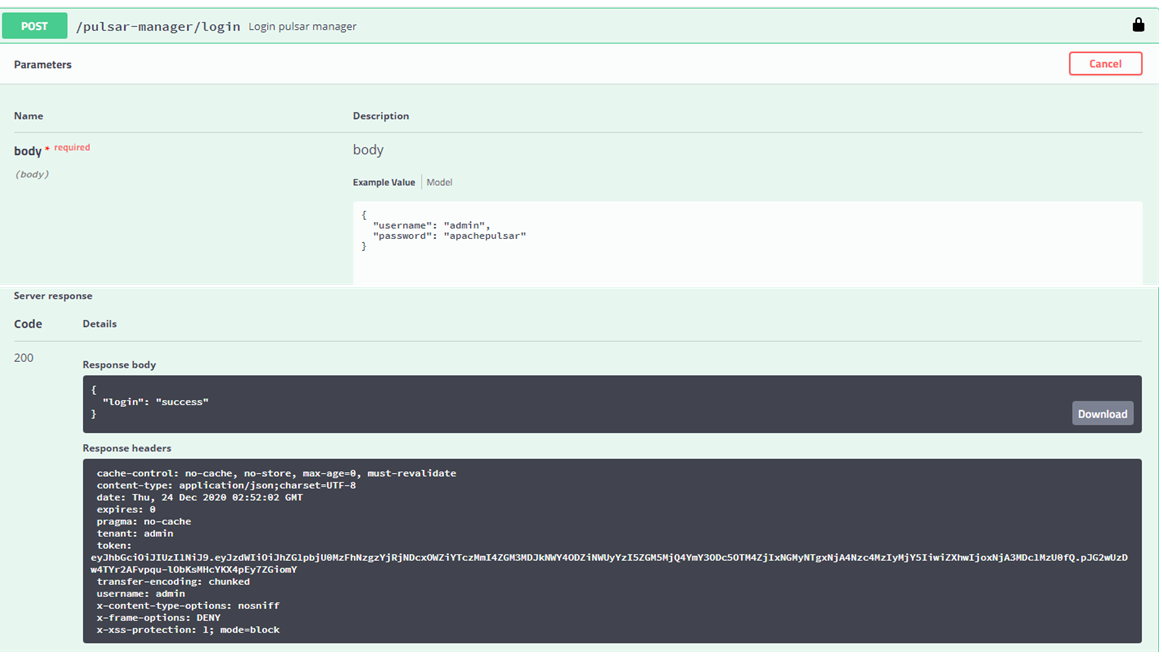 POST /pulsar-manager/login Login pulsar manager
Parameters Cancel
Name Description
body * required body
(body)
Example Value Model
{
"username": "admin",
"password": "apachepulsar"
}
Server response
Code Details
200
Response body
{
"login": "success"
}
Download
Response headers
cache-control: no-cache, no-store, max-age=0, must-revalidate
content-type: application/json;charset=UTF-8
date: Thu, 24 Dec 2020 02:52:02 GMT
expires: 0
pragma: no-cache
tenant: admin
token:
transfer-encoding: chunked
username: admin
x-content-type-options: nosniff
x-frame-options: DENY
x-xss-protection: 1; mode=block